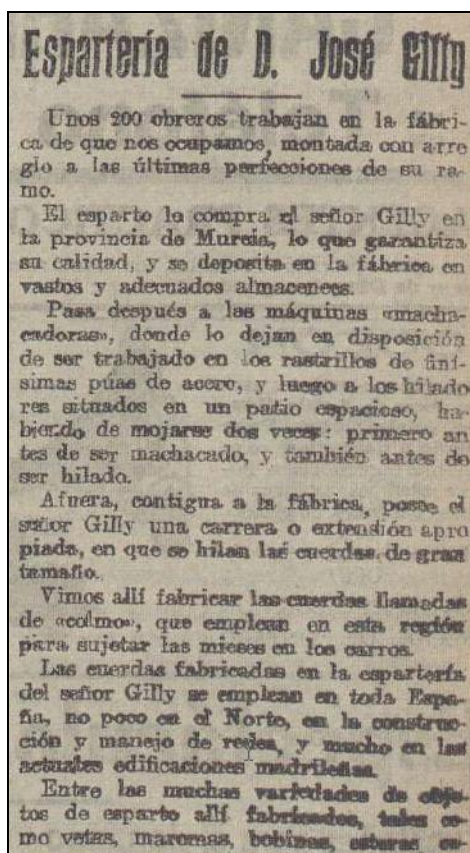 Espartería de D. José Gilly
Unos 200 obreros trabajan en la fábri-
ca de que nos ocupamos, montada con arre
glo a las últimas perfecciones de su ra-
mo.
El esparto lo compra el señor Gilly en
la provincia de Murcia, lo que garantiza
su calidad, y se deposita en la fábrica en
vastos y adecuados almacenees.
Pasa después a las máquinas «macha-
cadoras», donde lo dejan en disposición
de ser trabajado en los rastrillos de finí-
simas púas de acero, y luego a los hilado
res situados en un patio espacioso, ha-
biendo de mojarse dos veces: primero an
tes de ser machacado, y también antes de
ser hilado.
Afuera, contigua a la fábrica, posee el
señor Gilly una carrera o extensión apro
piada, en que se hilan las cuerdas de gran
tamaño.
Vimos allí fabricar las cuerdas llamadas
de «colmo», que emplean en esta región
para sujetar las mieses en los carros.
Las cuerdas fabricadas en la espartería
del señor Gilly se emplean en toda Espa-
ña, no poco en el Norte, en la construc-
ción y manejo de redes, y mucho en las
actuales edificaciones madrileñas.
Entre las muchas variedades de obje-
tos de esparto allí fabricados, tales co-
mo vetas, maromas, bobinas, esteras